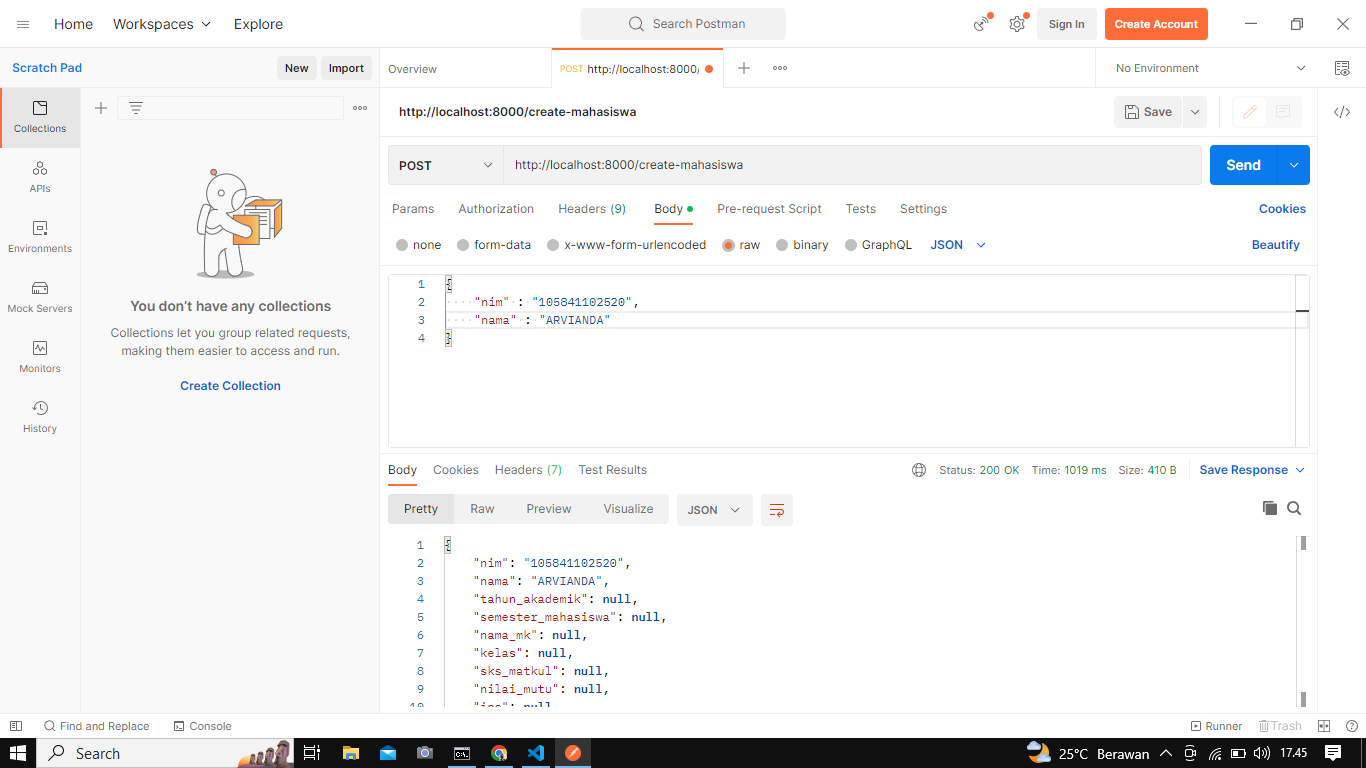 Home Workspaces Explore Search Postman Sign In Create Account
Scratch Pad New Import Overview POST http://localhost:8000/ No Environment
Collections
APIs
Environments
Mock Servers
Monitors
History
You don't have any collections
Collections let you group related requests,
making them easier to access and run.
Create Collection
http://localhost:8000/create-mahasiswa Save
POST http://localhost:8000/create-mahasiswa Send
Params Authorization Headers (9) Body Pre-request Script Tests Settings Cookies
none form-data x-www-form-urlencoded raw binary GraphQL JSON Beautify
1 {
2 "nim" : "105841102520",
3 "nama" : "ARVIANDA"
4 }
Body Cookies Headers (7) Test Results Status: 200 OK Time: 1019 ms Size: 410 B Save Response
Pretty Raw Preview Visualize JSON
1 {
2 "nim": "105841102520",
3 "nama": "ARVIANDA",
4 "tahun_akademik": null,
5 "semester_mahasiswa": null,
6 "nama_mk": null,
7 "kelas": null,
8 "sks_matkul": null,
9 "nilai_mutu": null,
Find and Replace Console Runner Trash
Search 25°C Berawan 17.45